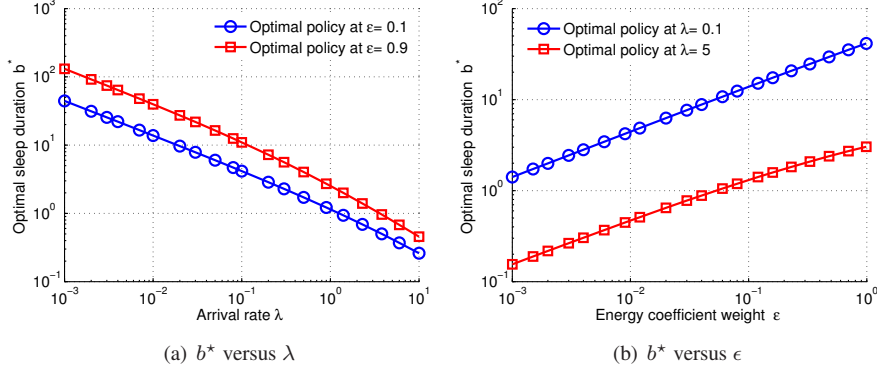 Optimal policy at ε= 0.1
Optimal policy at ε= 0.9
Optimal sleep duration b*
10^3
10^2
10^1
10^0
10^-1
10^-3
10^-2
10^-1
10^0
10^1
Arrival rate λ
(a) b* versus λ
Optimal policy at λ= 0.1
Optimal policy at λ= 5
Optimal sleep duration b*
10^2
10^1
10^0
10^-1
10^-3
10^-2
10^-1
10^0
Energy coefficient weight ε
(b) b* versus ϵ